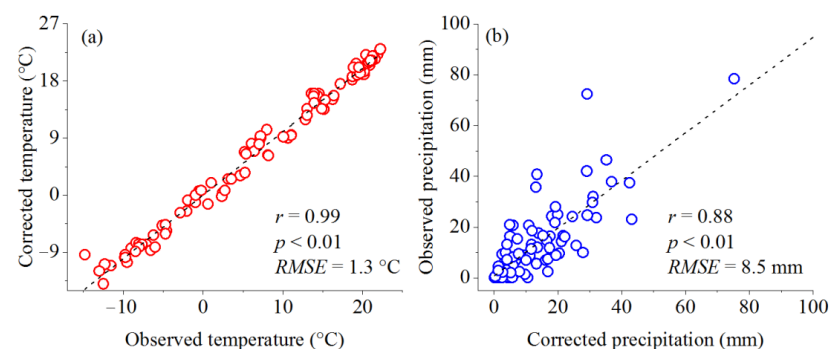 (a)
Corrected temperature (°C)
27
18
9
0
−9
r = 0.99
p < 0.01
RMSE = 1.3 °C
−10
0
10
20
Observed temperature (°C)
(b)
Observed precipitation (mm)
100
80
60
40
20
0
r = 0.88
p < 0.01
RMSE = 8.5 mm
0
20
40
60
80
100
Corrected precipitation (mm)